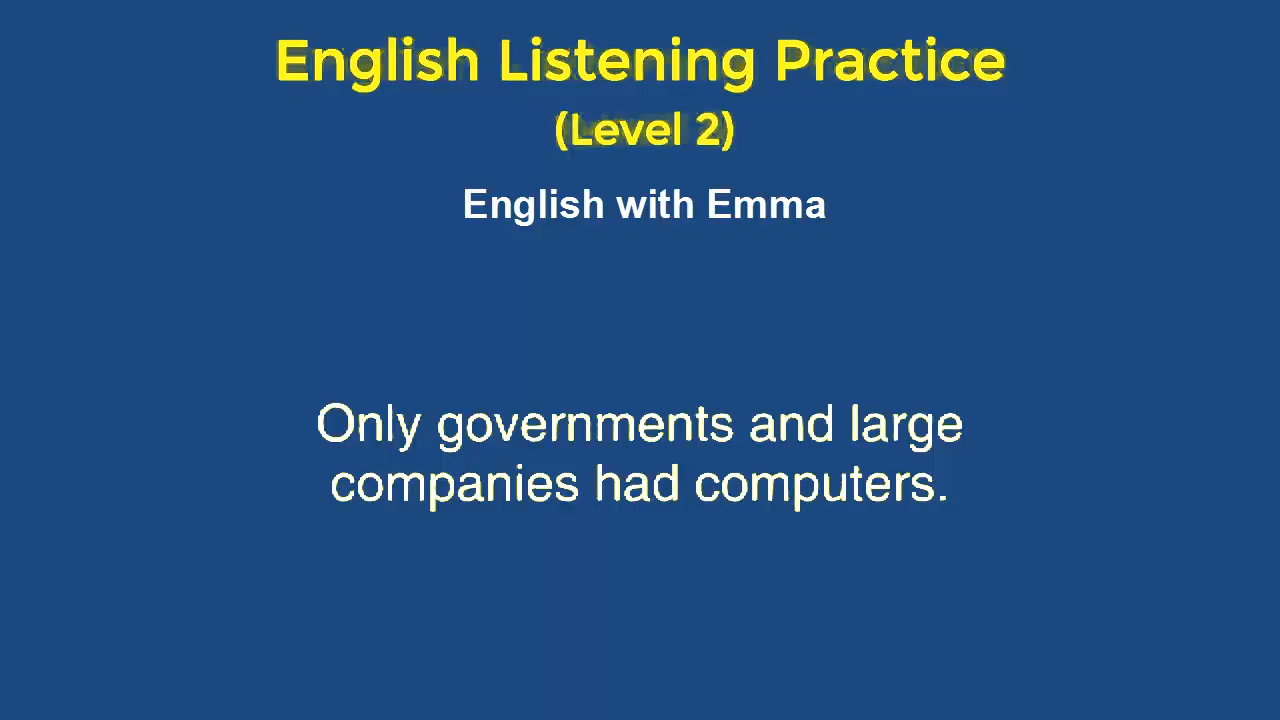 English Listening Practice
(Level 2)
English with Emma
Only governments and large
companies had computers.